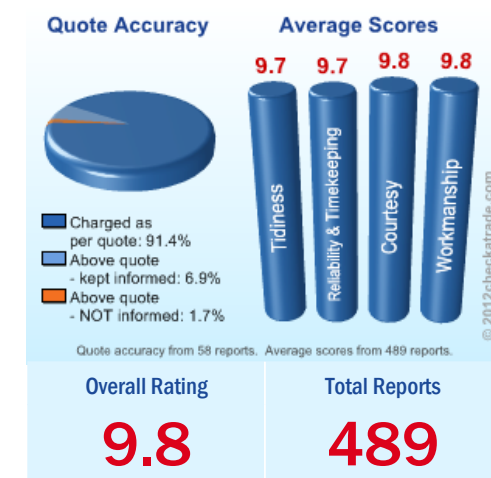 Quote Accuracy
Average Scores
9.7 9.7 9.8 9.8
Tidiness
Reliability & Timekeeping
Courtesy
Workmanship
Charged as
per quote: 91.4%
Above quote
- kept informed: 6.9%
Above quote
- NOT informed: 1.7%
© 2012checkatrade.com
Quote accuracy from 58 reports. Average scores from 489 reports.
Overall Rating
9.8
Total Reports
489